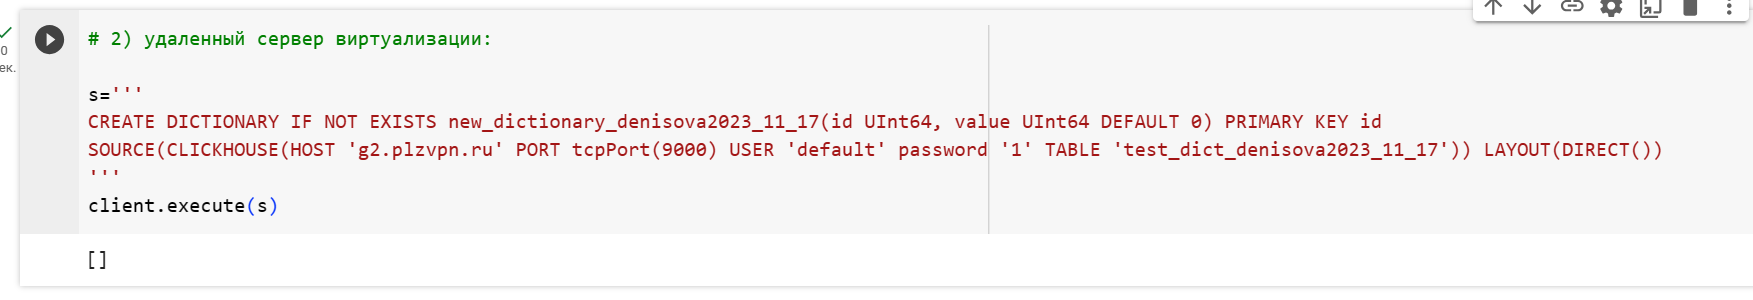 # 2) удаленный сервер виртуализации:
0
ек.
s='''
CREATE DICTIONARY IF NOT EXISTS new_dictionary_denisova2023_11_17(id UInt64, value UInt64 DEFAULT 0) PRIMARY KEY id
SOURCE(CLICKHOUSE(HOST 'g2.plzvpn.ru' PORT tcpPort(9000) USER 'default' password '1' TABLE 'test_dict_denisova2023_11_17')) LAYOUT(DIRECT())
'''
client.execute(s)
[]